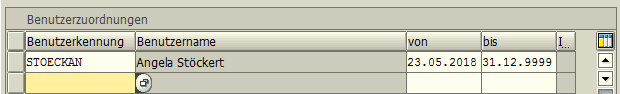 Benutzerzuordnungen
Benutzerkennung Benutzername von bis I...
STOECKAN Angela Stöckert 23.05.2018 31.12.9999